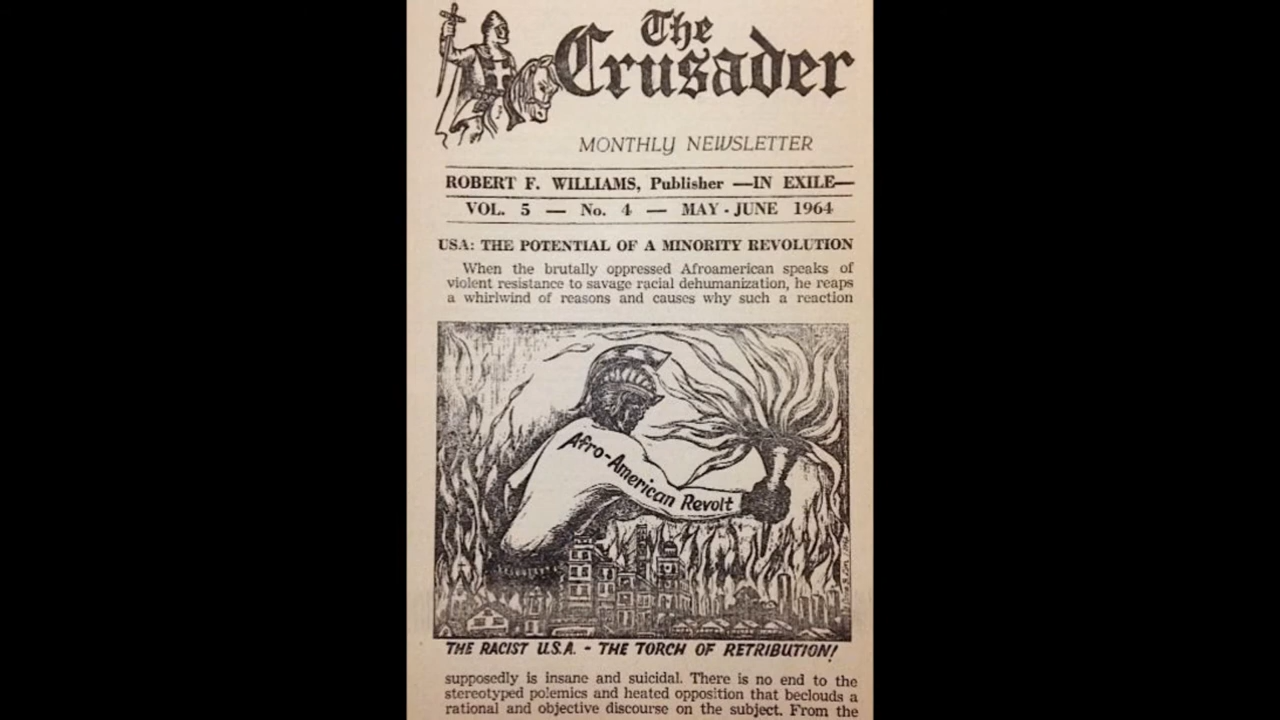 The
Crusader
MONTHLY NEWSLETTER
ROBERT F. WILLIAMS, Publisher —IN EXILE—
VOL. 5 — No. 4 — MAY - JUNE 1964
USA: THE POTENTIAL OF A MINORITY REVOLUTION
When the brutally oppressed Afroamerican speaks of
violent resistance to savage racial dehumanization, he reaps
a whirlwind of reasons and causes why such a reaction
Afro-American Revolt
THE RACIST U.S.A. - THE TORCH OF RETRIBUTION!
supposedly is insane and suicidal. There is no end to the
stereotyped polemics and heated opposition that beclouds a
rational and objective discourse on the subject. From the